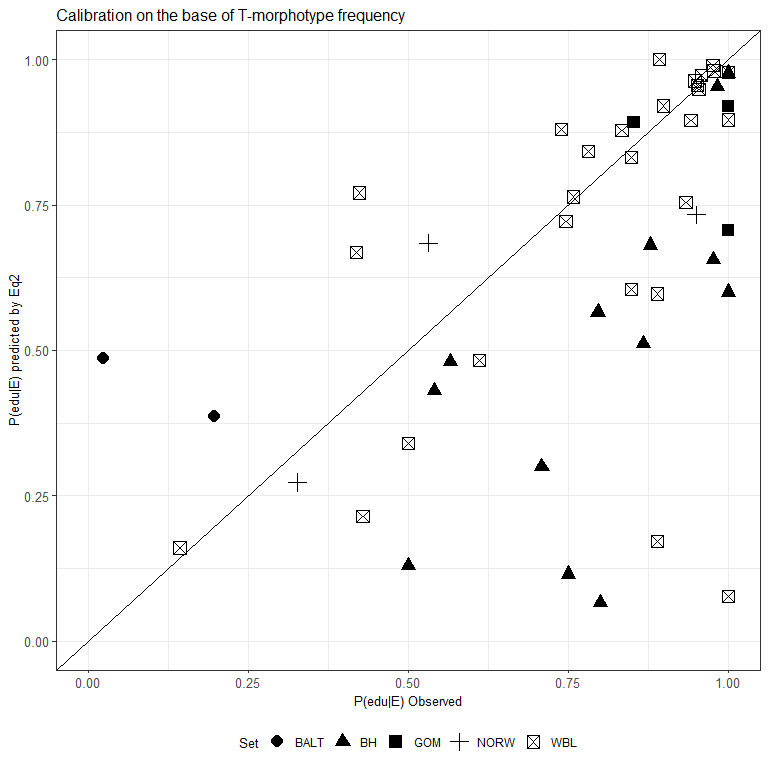 Calibration on the base of T-morphotype frequency
1.00
0.75
0.50
0.25
0.00
P(edu|E) predicted by Eq2
0.00 0.25 0.50 0.75 1.00
P(edu|E) Observed
Set BALT BH GOM NORW WBL